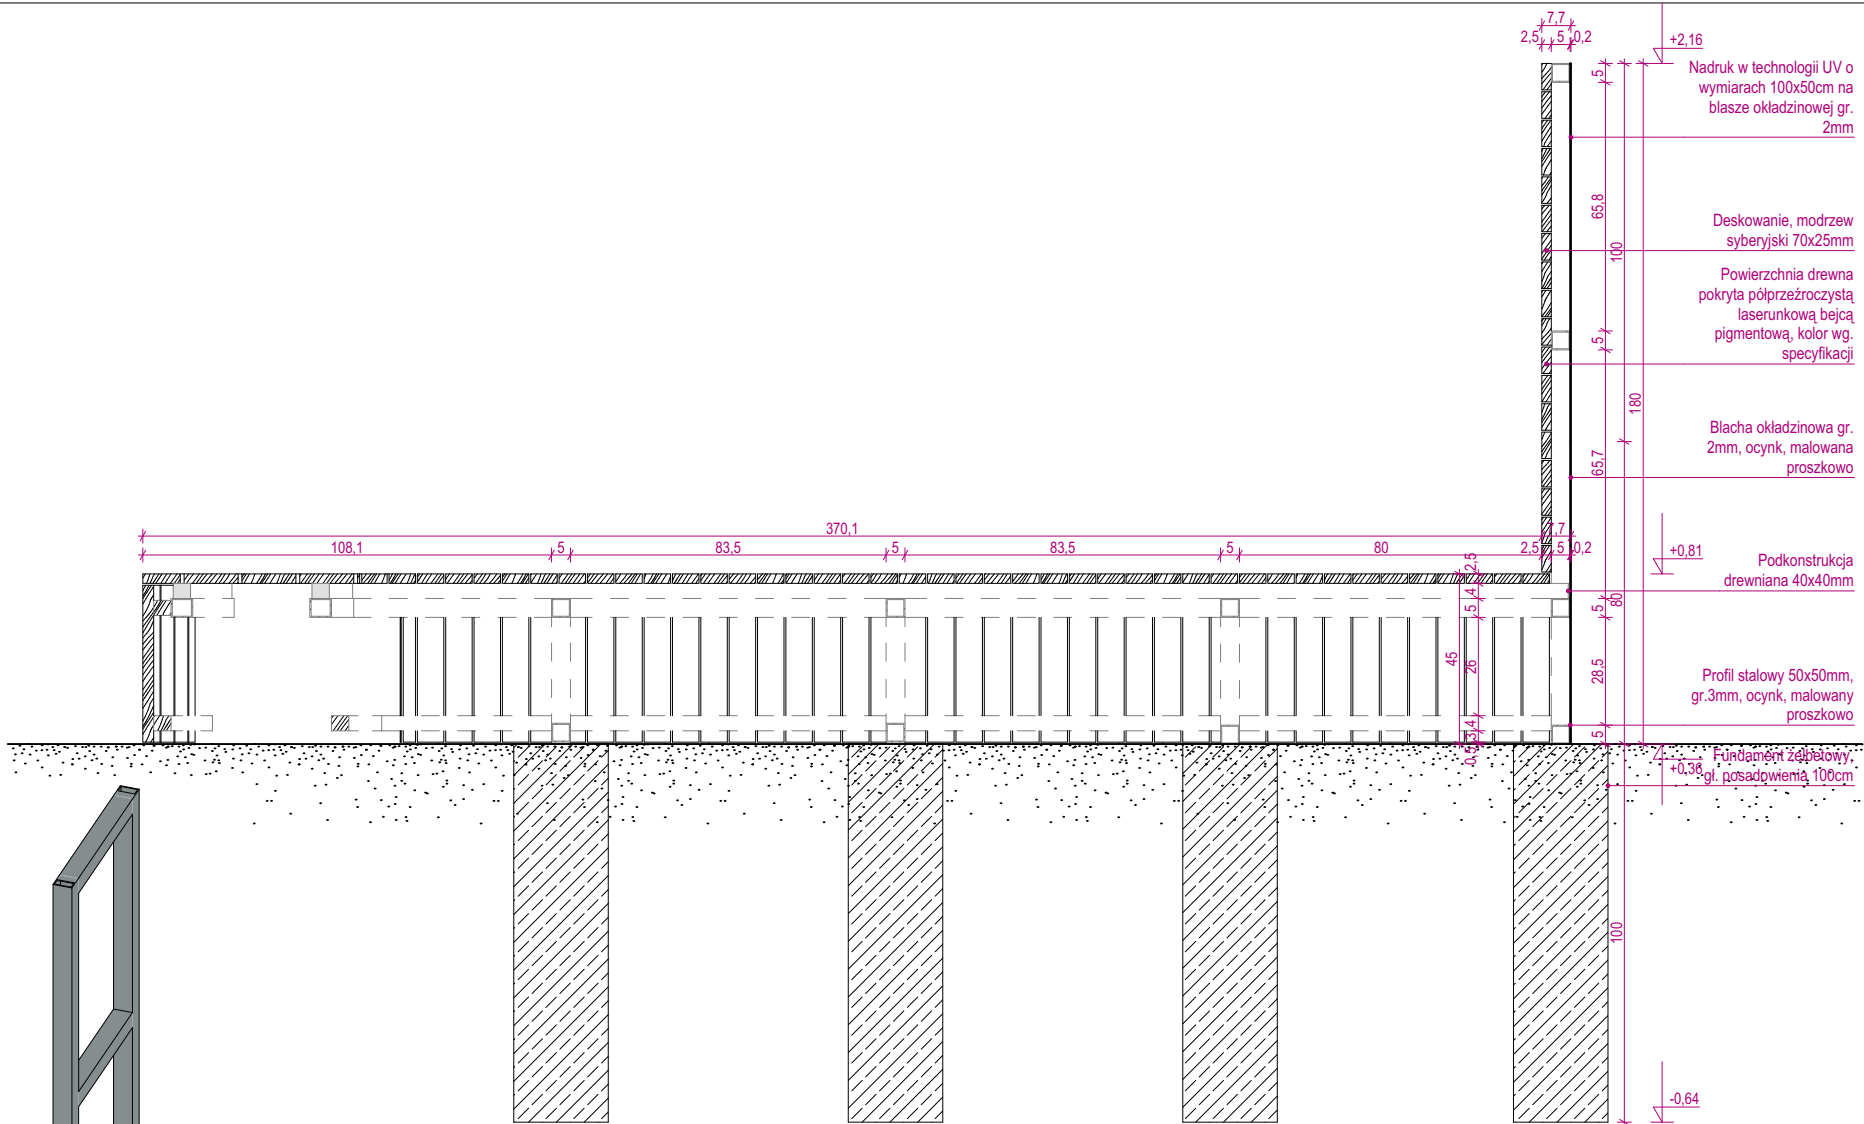 7,7
2,5 5 0,2
+2,16
Nadruk w technologii UV o
wymiarach 100x50cm na
blasze okładzinowej gr.
2mm
5
65,8
100
Deskowanie, modrzew
syberyjski 70x25mm
Powierzchnia drewna
pokryta półprzeźroczystą
laserunkową bejcą
pigmentową, kolor wg.
specyfikacji
5
180
65,7
Blacha okładzinowa gr.
2mm, ocynk, malowana
proszkowo
370,1 7,7
108,1 5 83,5 5 83,5 5 80 2,5 5 0,2
+0,81
Podkonstrukcja
drewniana 40x40mm
2,5
4
5
45
26
4
3
0,5
5
80
28,5
5
Profil stalowy 50x50mm,
gr.3mm, ocynk, malowany
proszkowo
+0,36
Fundament żelbetowy,
gł. posadowienia 100cm
100
-0,64